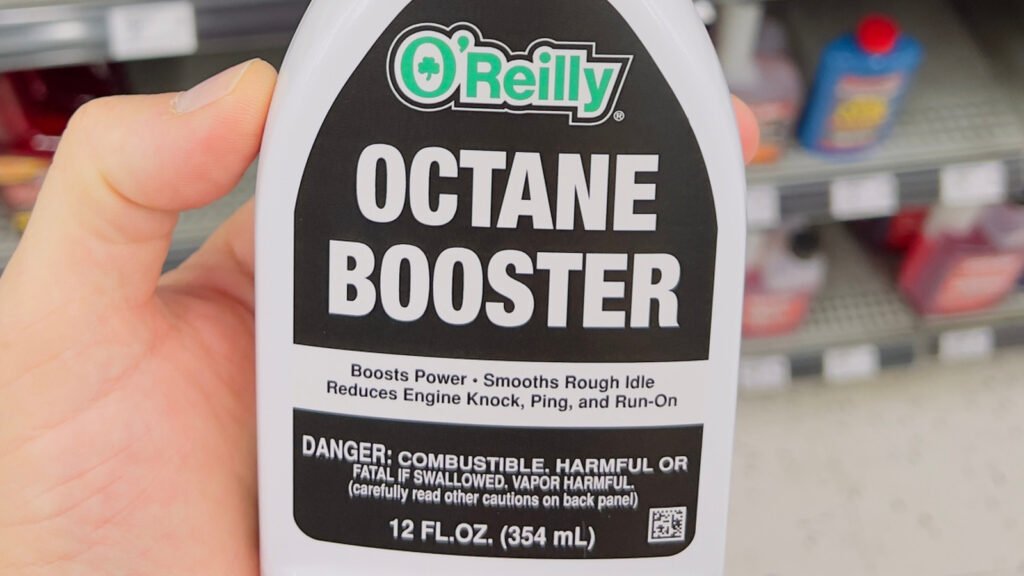 O'Reilly®
OCTANE
BOOSTER
Boosts Power • Smooths Rough Idle
Reduces Engine Knock, Ping, and Run-On
DANGER: COMBUSTIBLE. HARMFUL OR
FATAL IF SWALLOWED. VAPOR HARMFUL.
(carefully read other cautions on back panel)
12 FL.OZ. (354 mL)